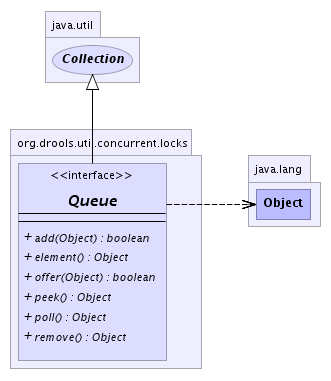 java.util
Collection
org.drools.util.concurrent.locks
<<interface>>
Queue
+ add(Object) : boolean
+ element() : Object
+ offer(Object) : boolean
+ peek() : Object
+ poll() : Object
+ remove() : Object
java.lang
Object